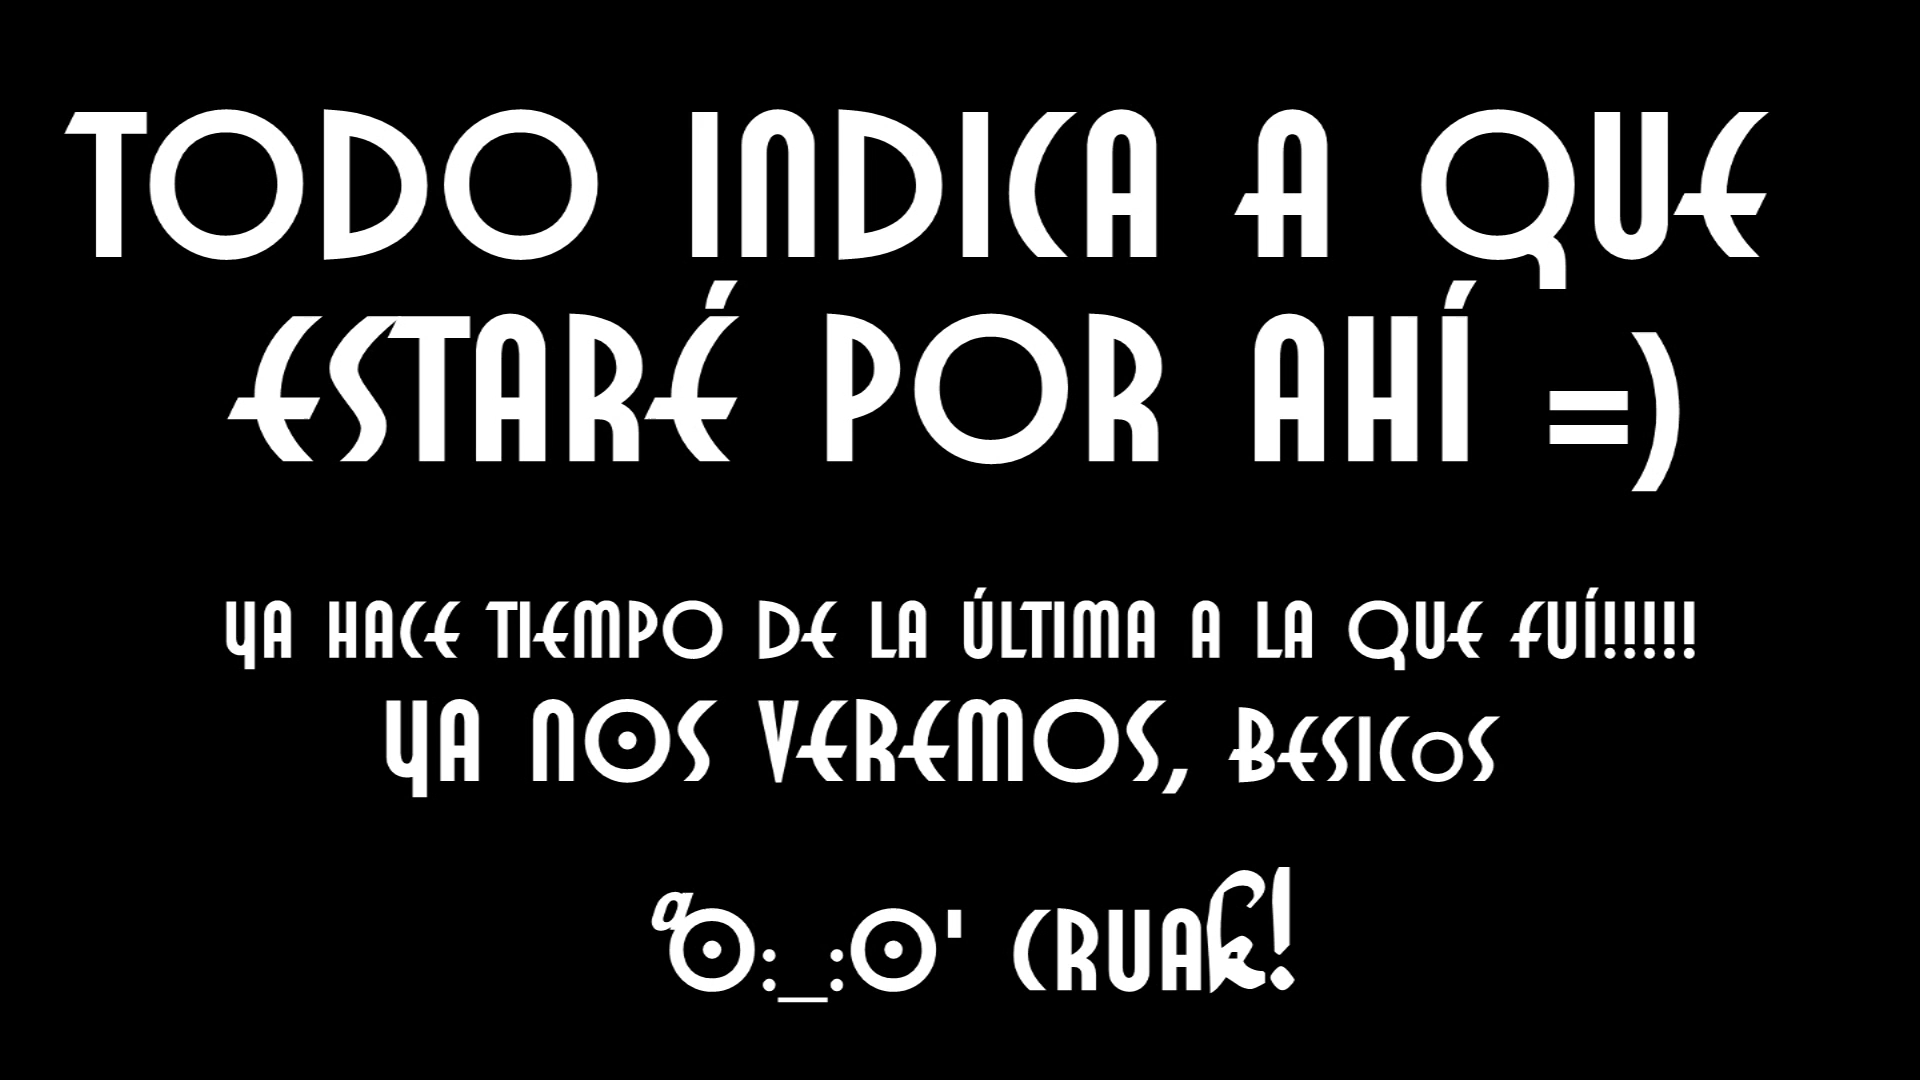 TODO INDICA A QUE
ESTARÉ POR AHÍ =)
YA HACE TIEMPO DE LA ÚLTIMA A LA QUE FUÍ!!!!!
YA NOS VEREMOS, BESICOS
ªO:_:O' CRUAk!